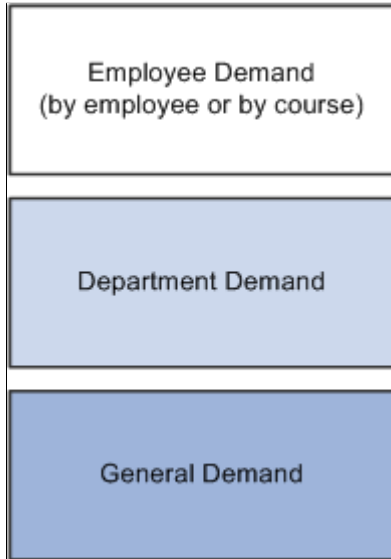 Employee Demand
(by employee or by course)
Department Demand
General Demand